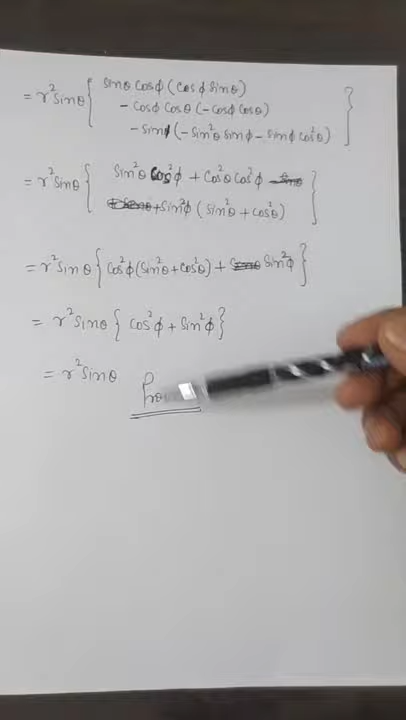 = r²sinθ { sinθ cosφ (cosφ sinθ)
- cosφ cosθ (-cosφ cosθ)
- sinφ (-sin²θ sinφ - sinφ cos²θ) }
= r²sinθ { sin²θ cos²φ + cos²θ cos²φ
+ sin²φ (sin²θ + cos²θ) }
= r²sinθ { cos²φ (sin²θ + cos²θ) + sin²φ }
= r²sinθ { cos²φ + sin²φ }
= r²sinθ